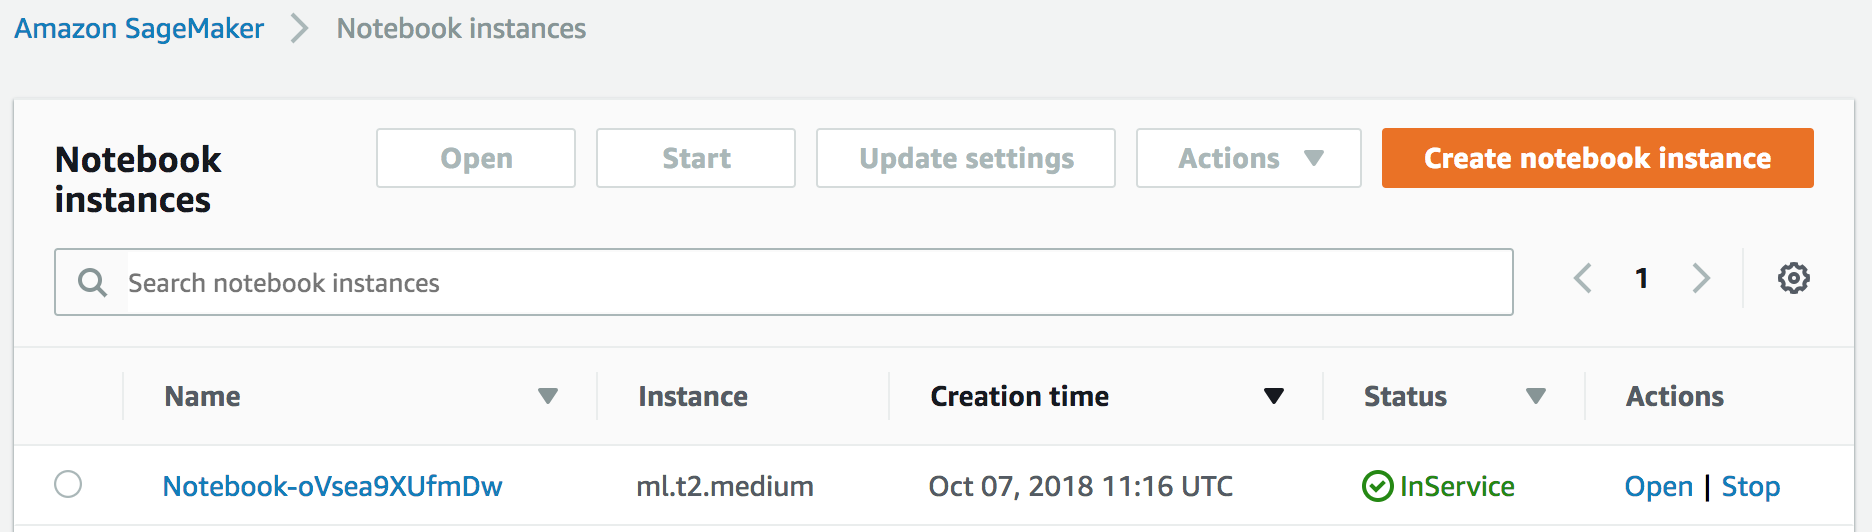 Amazon SageMaker > Notebook instances
Notebook
instances
Open Start Update settings Actions Create notebook instance
Search notebook instances 1
Name Instance Creation time Status Actions
Notebook-oVsea9XUfmDw ml.t2.medium Oct 07, 2018 11:16 UTC InService Open | Stop